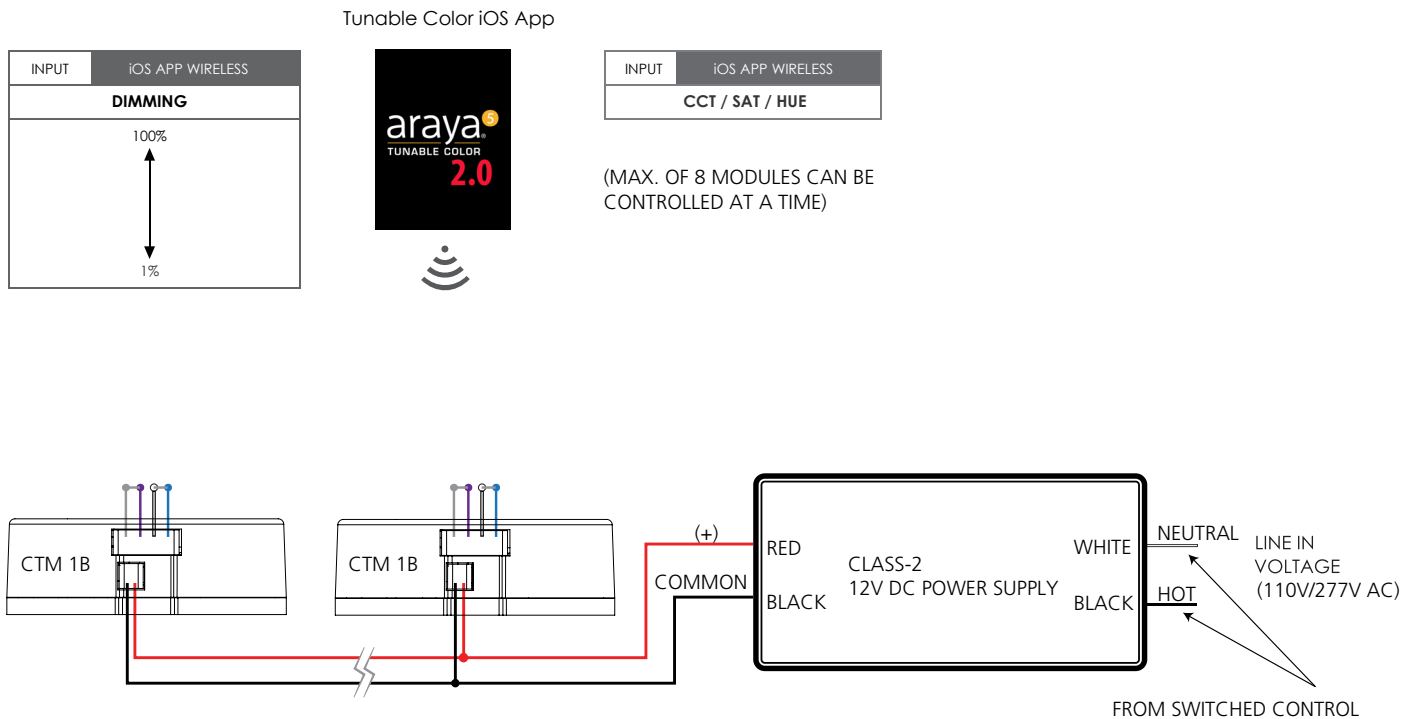 Tunable Color iOS App
INPUT iOS APP WIRELESS
DIMMING
100%
1%
araya®5
TUNABLE COLOR
2.0
INPUT iOS APP WIRELESS
CCT / SAT / HUE
(MAX. OF 8 MODULES CAN BE
CONTROLLED AT A TIME)
CTM 1B
CTM 1B
(+)
COMMON
RED
BLACK
CLASS-2
12V DC POWER SUPPLY
WHITE
BLACK
NEUTRAL
HOT
LINE IN
VOLTAGE
(110V/277V AC)
FROM SWITCHED CONTROL